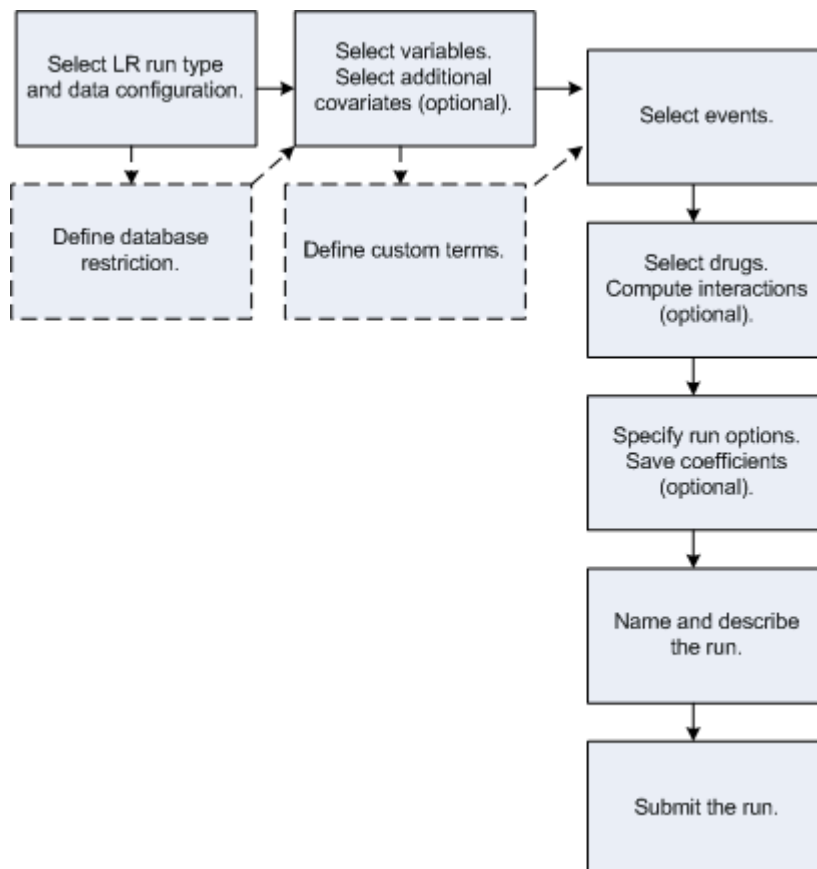 Select LR run type
and data configuration.
Select variables.
Select additional
covariates (optional).
Select events.
Define database
restriction.
Define custom terms.
Select drugs.
Compute interactions
(optional).
Specify run options.
Save coefficients
(optional).
Name and describe
the run.
Submit the run.